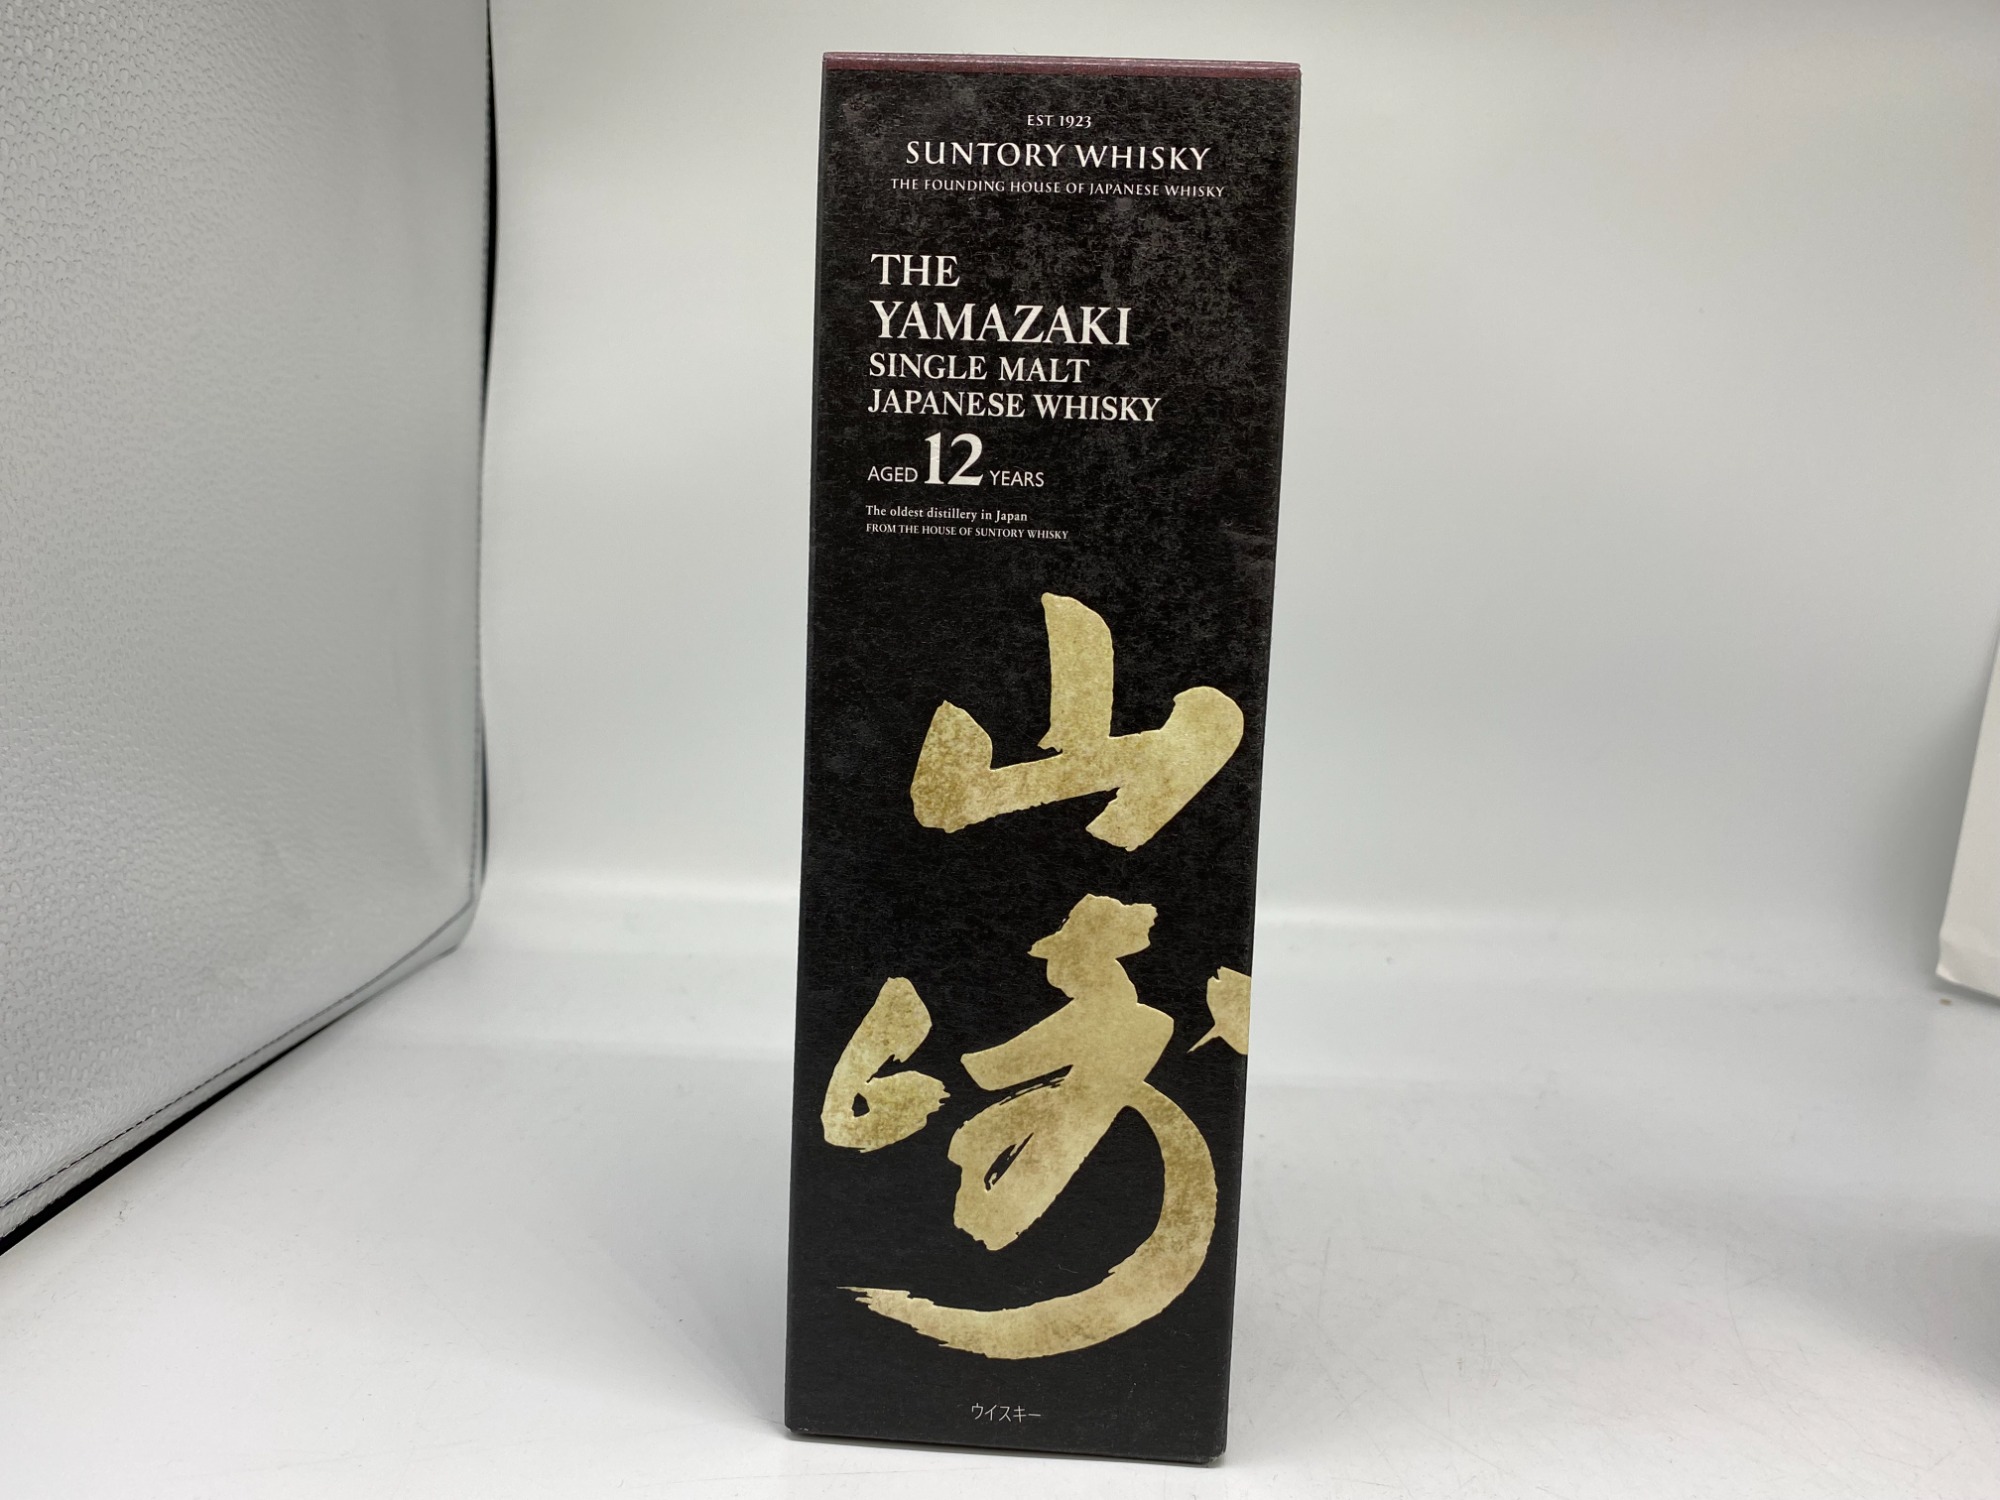 EST 1923
SUNTORY WHISKY
THE FOUNDING HOUSE OF JAPANESE WHISKY
THE
YAMAZAKI
SINGLE MALT
JAPANESE WHISKY
AGED 12 YEARS
The oldest distillery in Japan
FROM THE HOUSE OF SUNTORY WHISKY
山
崎
ウイスキー